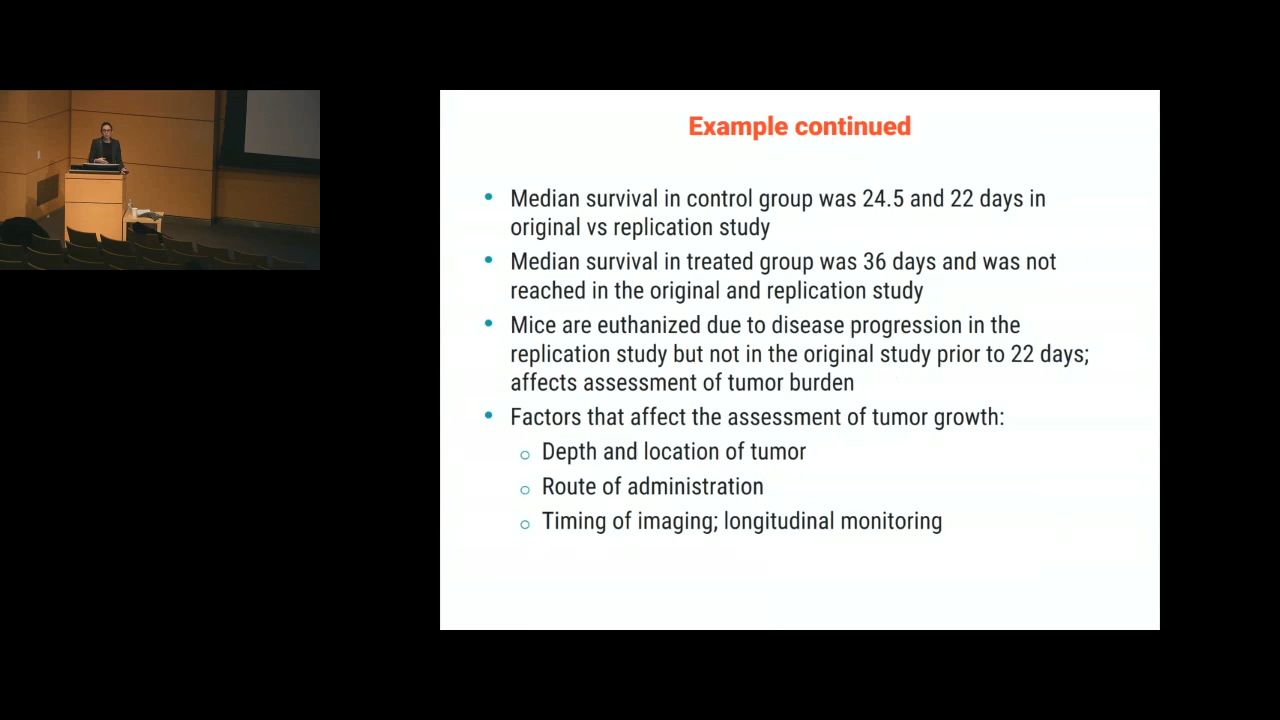 Example continued
• Median survival in control group was 24.5 and 22 days in
original vs replication study
• Median survival in treated group was 36 days and was not
reached in the original and replication study
• Mice are euthanized due to disease progression in the
replication study but not in the original study prior to 22 days;
affects assessment of tumor burden
• Factors that affect the assessment of tumor growth:
○ Depth and location of tumor
○ Route of administration
○ Timing of imaging; longitudinal monitoring